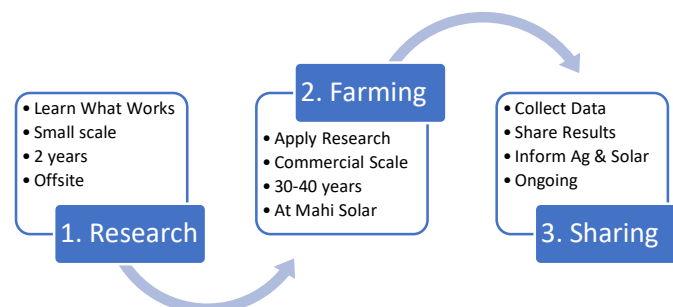 • Learn What Works
• Small scale
• 2 years
• Offsite
1. Research
2. Farming
• Apply Research
• Commercial Scale
• 30-40 years
• At Mahi Solar
• Collect Data
• Share Results
• Inform Ag & Solar
• Ongoing
3. Sharing